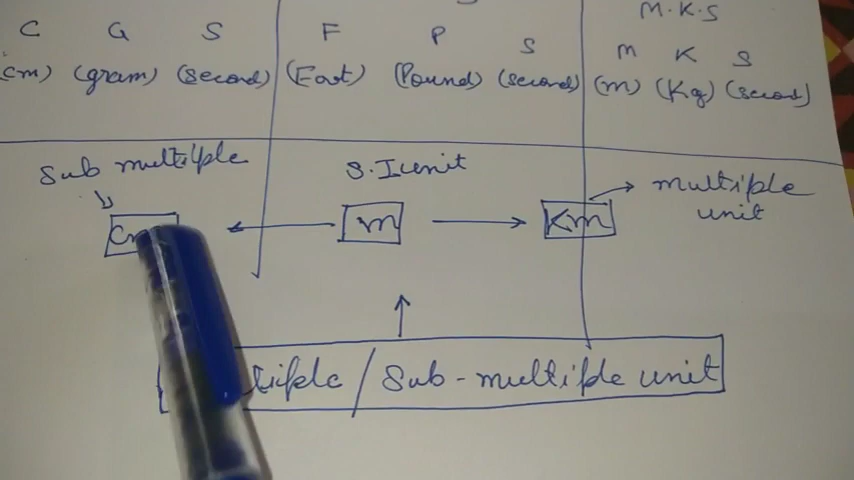 M.K.S
C G S F P S M K S
(cm) (gram) (second) (Foot) (Pound) (second) (m) (Kg) (second)
Sub multiple S.I unit multiple
unit
m Km
/ Sub-multiple unit